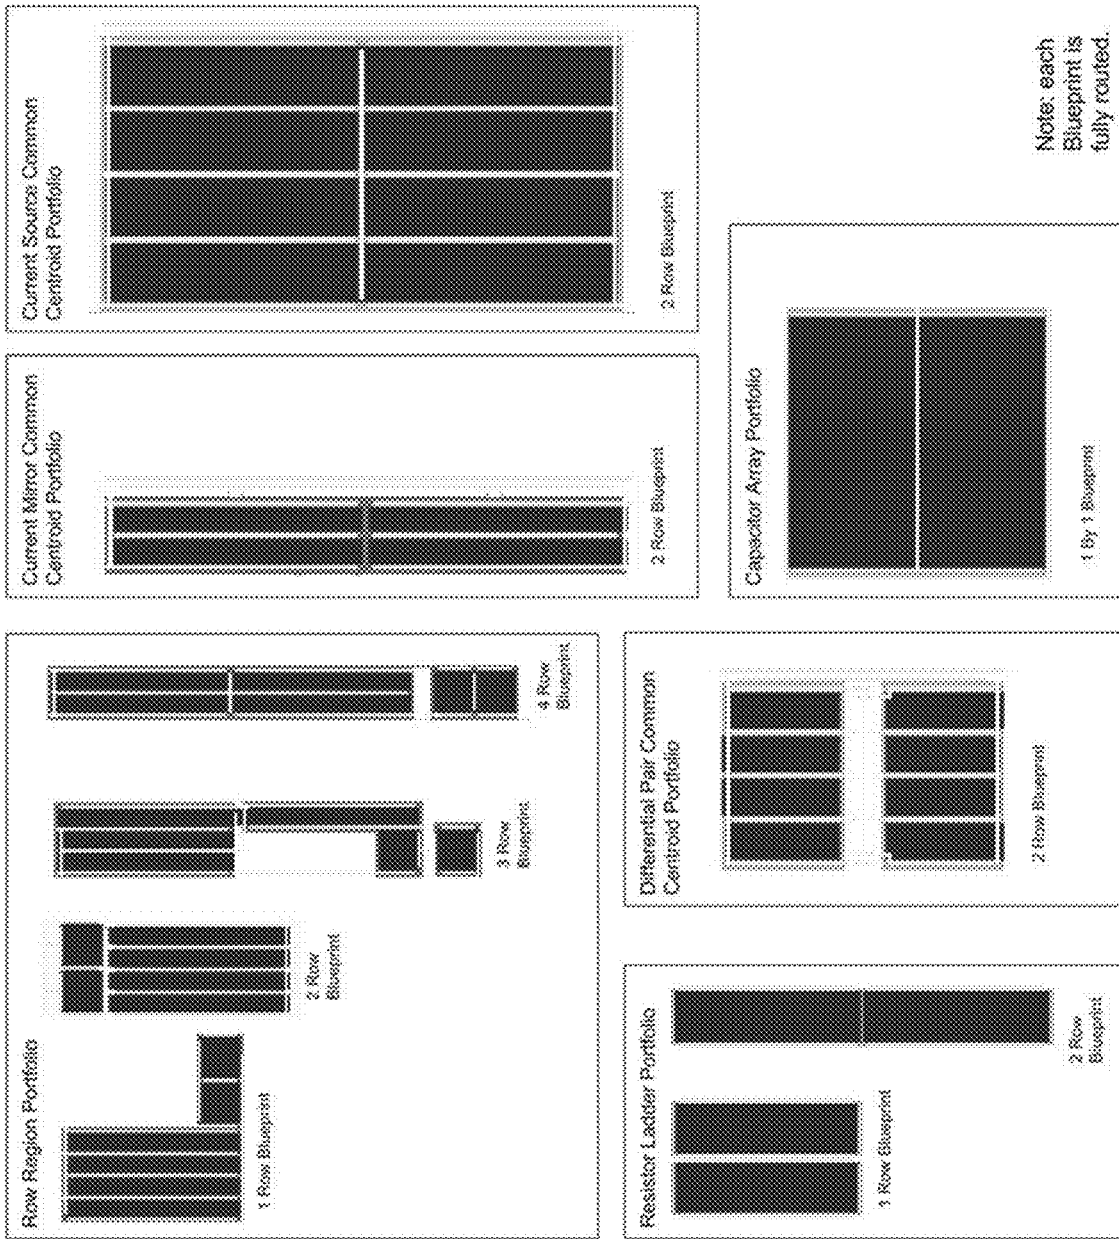 Row Region Portfolio
1 Row Blueprint
2 Row
Blueprint
3 Row
Blueprint
4 Row
Blueprint
Current Mirror Common
Centroid Portfolio
2 Row Blueprint
Current Source Common
Centroid Portfolio
2 Row Blueprint
Resistor Ladder Portfolio
1 Row Blueprint
2 Row
Blueprint
Differential Pair Common
Centroid Portfolio
2 Row Blueprint
Capacitor Array Portfolio
1 By 1 Blueprint
Note: each
Blueprint is
fully routed.